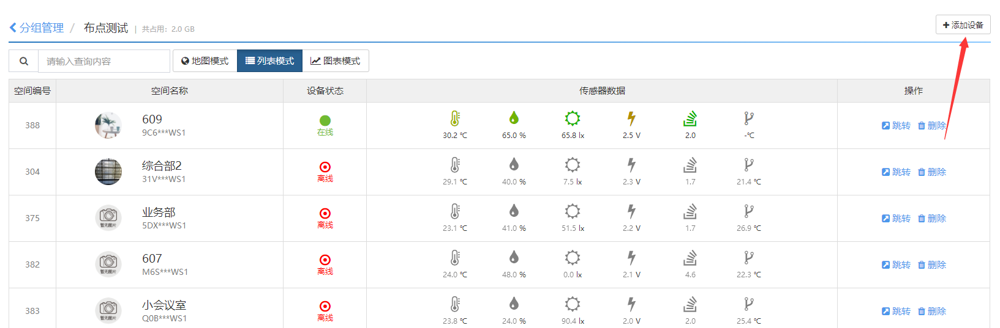 分组管理 / 布点测试 | 共占用：2.0 GB
添加设备
请输入查询内容 地图模式 列表模式 图表模式
空间编号 空间名称 设备状态 传感器数据 操作
388 609 9C6***WS1 在线 30.2 ℃ 65.0 % 65.8 lx 2.5 V 2.0 -℃ 跳转 删除
304 综合部2 31V***WS1 离线 29.1 ℃ 40.0 % 7.5 lx 2.3 V 1.7 21.4 ℃ 跳转 删除
375 暂无图片 业务部 5DX***WS1 离线 23.1 ℃ 41.0 % 51.5 lx 2.2 V 1.7 26.9 ℃ 跳转 删除
382 暂无图片 607 M6S***WS1 离线 24.0 ℃ 48.0 % 0.0 lx 2.1 V 4.6 22.3 ℃ 跳转 删除
383 暂无图片 小会议室 Q0B***WS1 离线 23.8 ℃ 24.0 % 90.4 lx 2.0 V 2.0 25.4 ℃ 跳转 删除